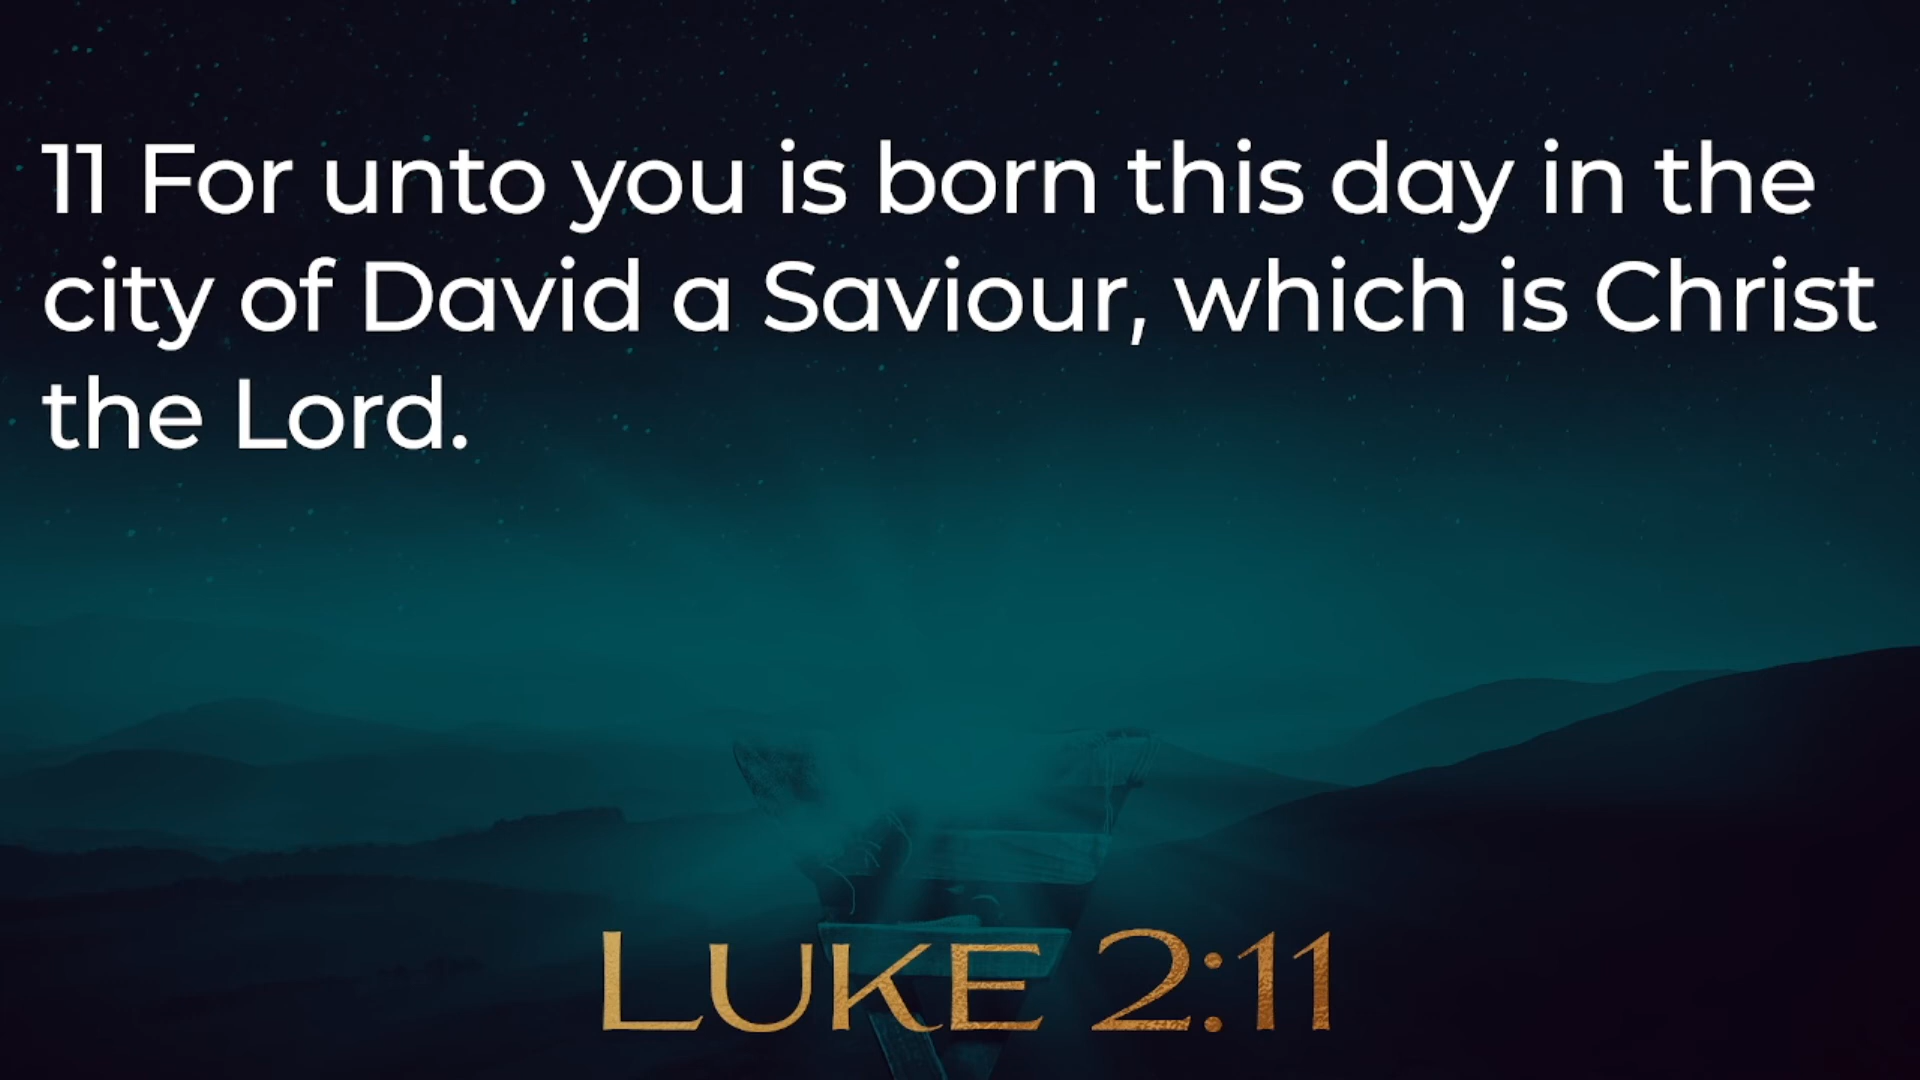 11 For unto you is born this day in the
city of David a Saviour, which is Christ
the Lord.
LUKE 2:11